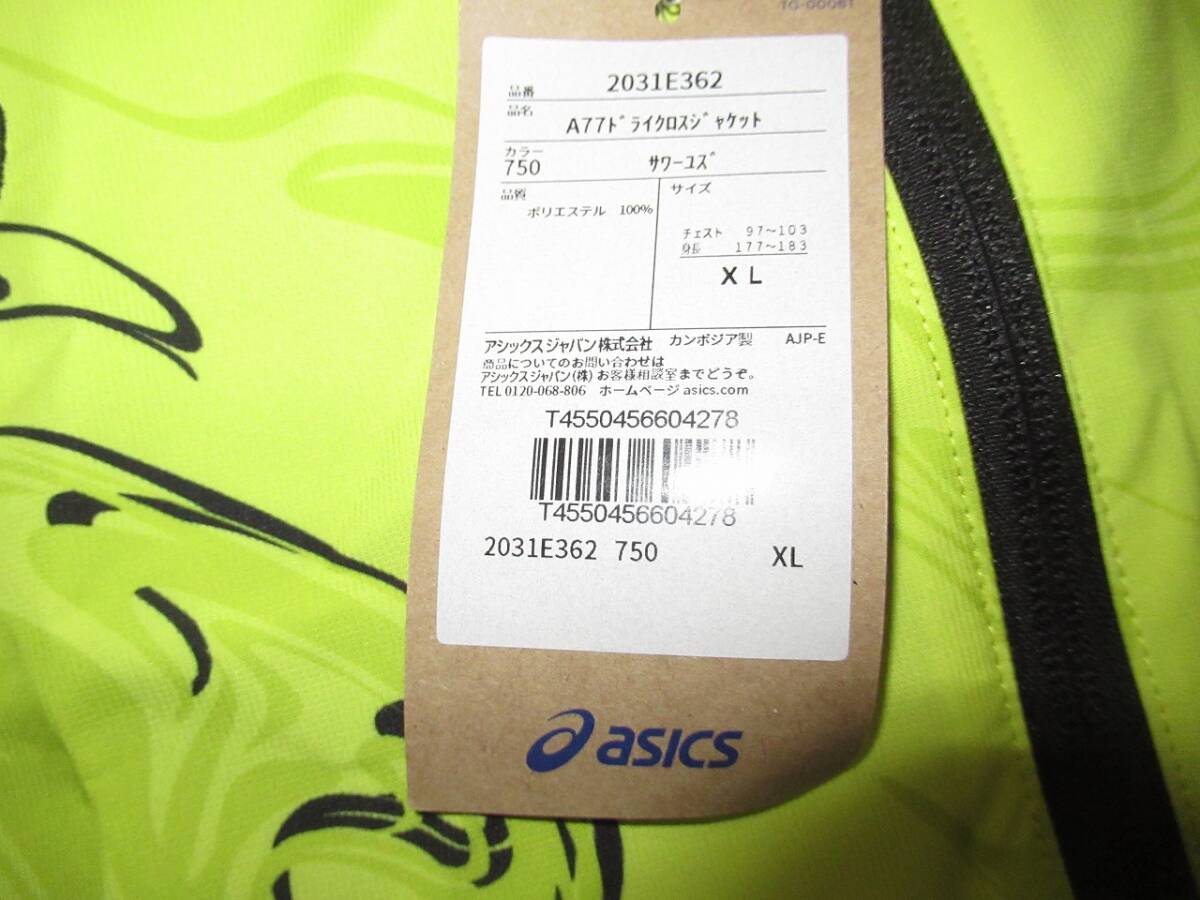 TG-00061
品番 2031E362
品名 A77ﾄﾞﾗｲｸﾛｽｼﾞｬｹｯﾄ
カラー
750 ｻﾜｰﾕｽﾞ
品質 サイズ
ポリエステル 100%
チェスト 97~103
身長 177~183
XL
アシックスジャパン株式会社 カンボジア製 AJP-E
商品についてのお問い合わせは
アシックスジャパン(株)お客様相談室までどうぞ。
TEL 0120-068-806 ホームページ asics.com
T4550456604278
T4550456604278
2031E362 750 XL
asics